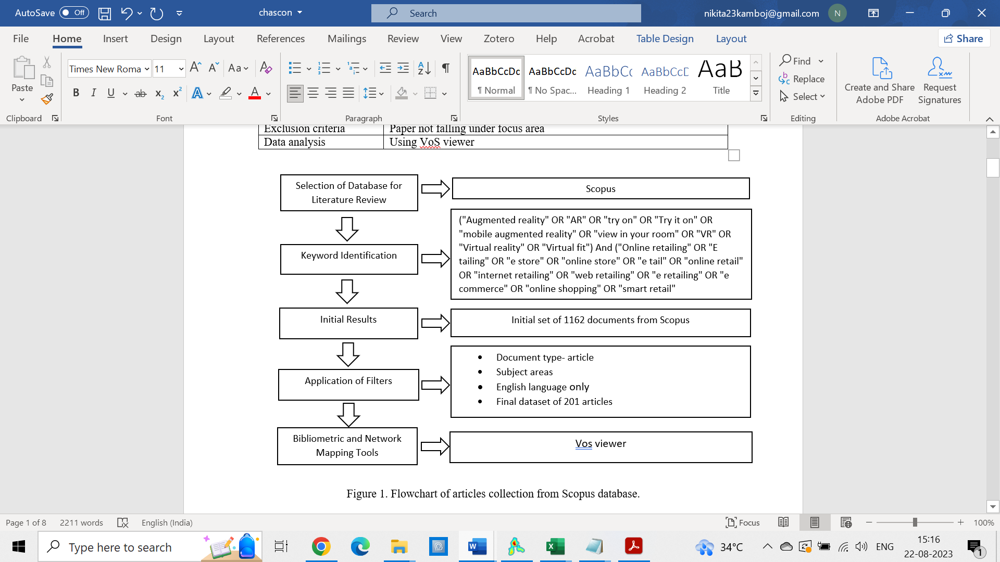 AutoSave Off
chascon
Search
nikita23kamboj@gmail.com
N
File Home Insert Design Layout References Mailings Review View Zotero Help Acrobat Table Design Layout
Share
Paste
Clipboard
Times New Roma
11
Aa
B I U ab x2 x2 A A
Font
Paragraph
AaBbCcDc AaBbCcDc AaBbCc AaBbCcE AaB
¶ Normal ¶ No Spac... Heading 1 Heading 2 Title
Styles
Find
Replace
Select
Editing
Create and Share
Adobe PDF
Request
Signatures
Adobe Acrobat
Exclusion criteria Paper not falling under focus area
Data analysis Using VoS viewer
Selection of Database for
Literature Review
Scopus
Keyword Identification
("Augmented reality" OR "AR" OR "try on" OR "Try it on" OR
"mobile augmented reality" OR "view in your room" OR "VR" OR
"Virtual reality" OR "Virtual fit") And ("Online retailing" OR "E
tailing" OR "e store" OR "online store" OR "e tail" OR "online retail"
OR "internet retailing" OR "web retailing" OR "e retailing" OR "e
commerce" OR "online shopping" OR "smart retail"
Initial Results
Initial set of 1162 documents from Scopus
Application of Filters
• Document type- article
• Subject areas
• English language only
• Final dataset of 201 articles
Bibliometric and Network
Mapping Tools
Vos viewer
Figure 1. Flowchart of articles collection from Scopus database.
Page 1 of 8 2211 words English (India)
Focus
100%
Type here to search
34°C
ENG
15:16
22-08-2023
1